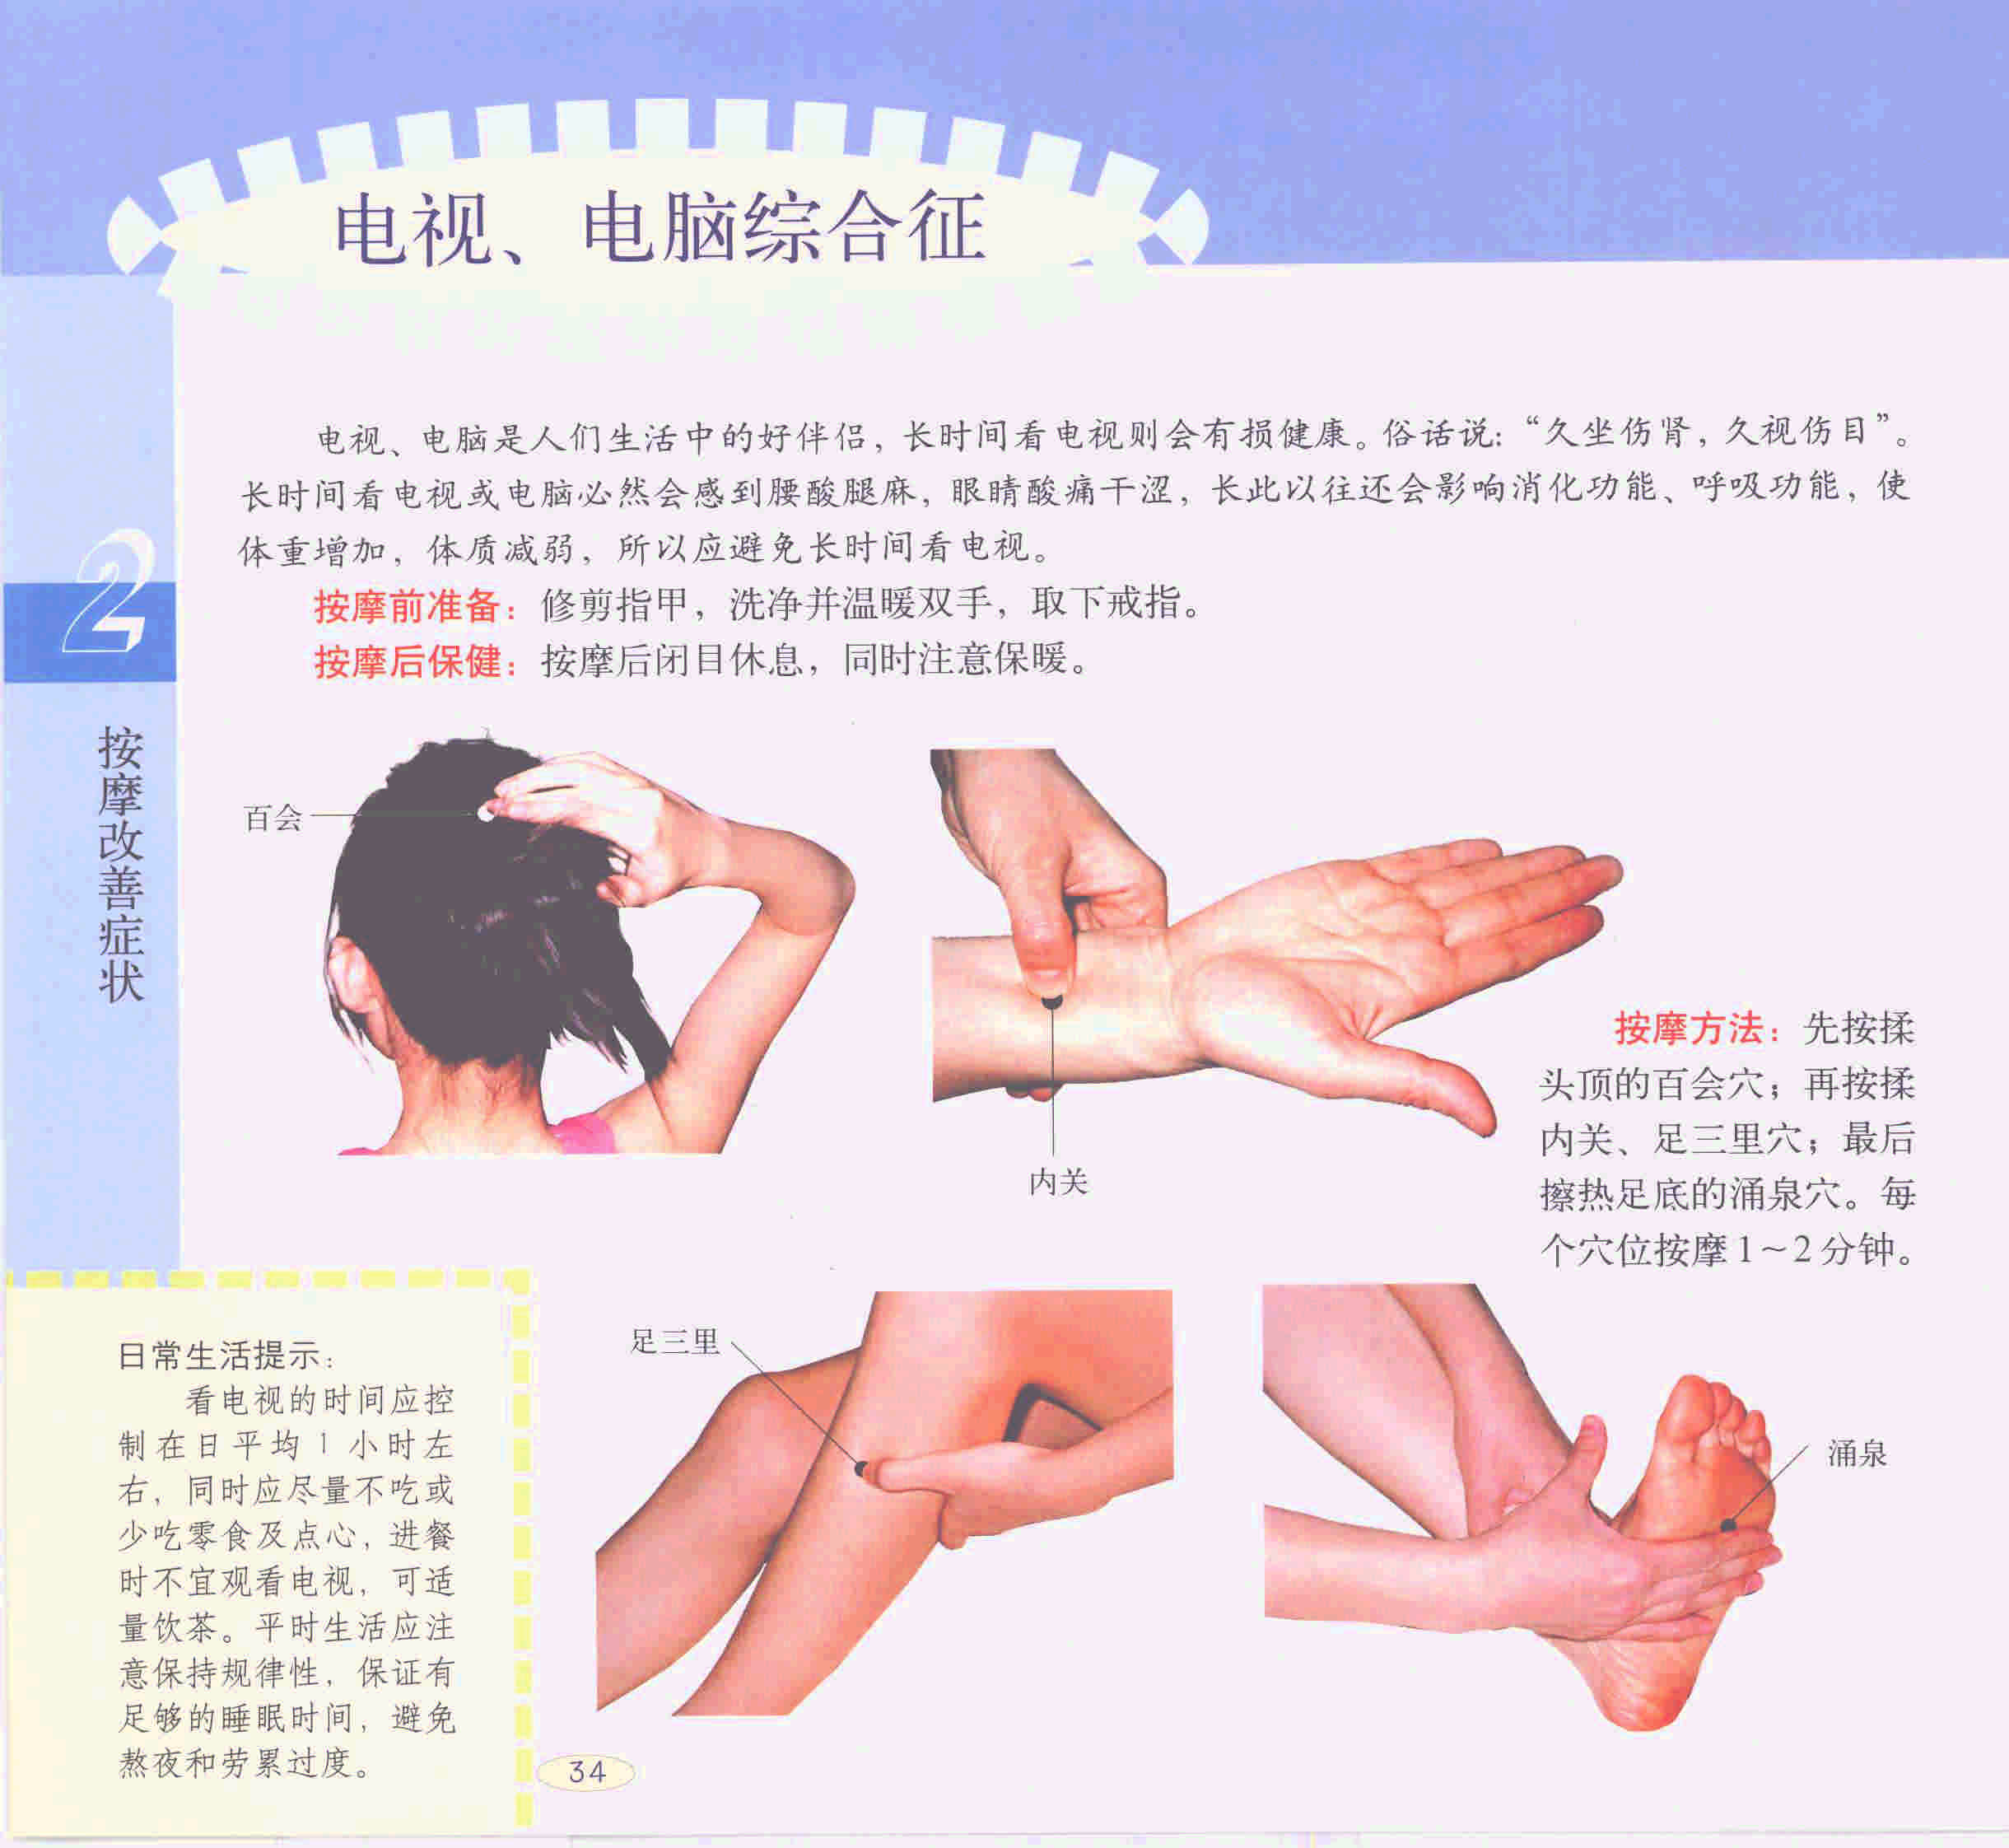 电视、电脑综合征
电视、电脑是人们生活中的好伴侣，长时间看电视则会有损健康。俗话说：“久坐伤肾，久视伤目”。
长时间看电视或电脑必然会感到腰酸腿麻，眼睛酸痛干涩，长此以往还会影响消化功能、呼吸功能，使
体重增加，体质减弱，所以应避免长时间看电视。
按摩前准备：修剪指甲，洗净并温暖双手，取下戒指。
按摩后保健：按摩后闭目休息，同时注意保暖。
2
按摩改善症状
百会
内关
按摩方法：先按揉
头顶的百会穴；再按揉
内关、足三里穴；最后
擦热足底的涌泉穴。每
个穴位按摩1～2分钟。
足三里
涌泉
日常生活提示：
看电视的时间应控
制在日平均1小时左
右，同时应尽量不吃或
少吃零食及点心，进餐
时不宜观看电视，可适
量饮茶。平时生活应注
意保持规律性，保证有
足够的睡眠时间，避免
熬夜和劳累过度。
34